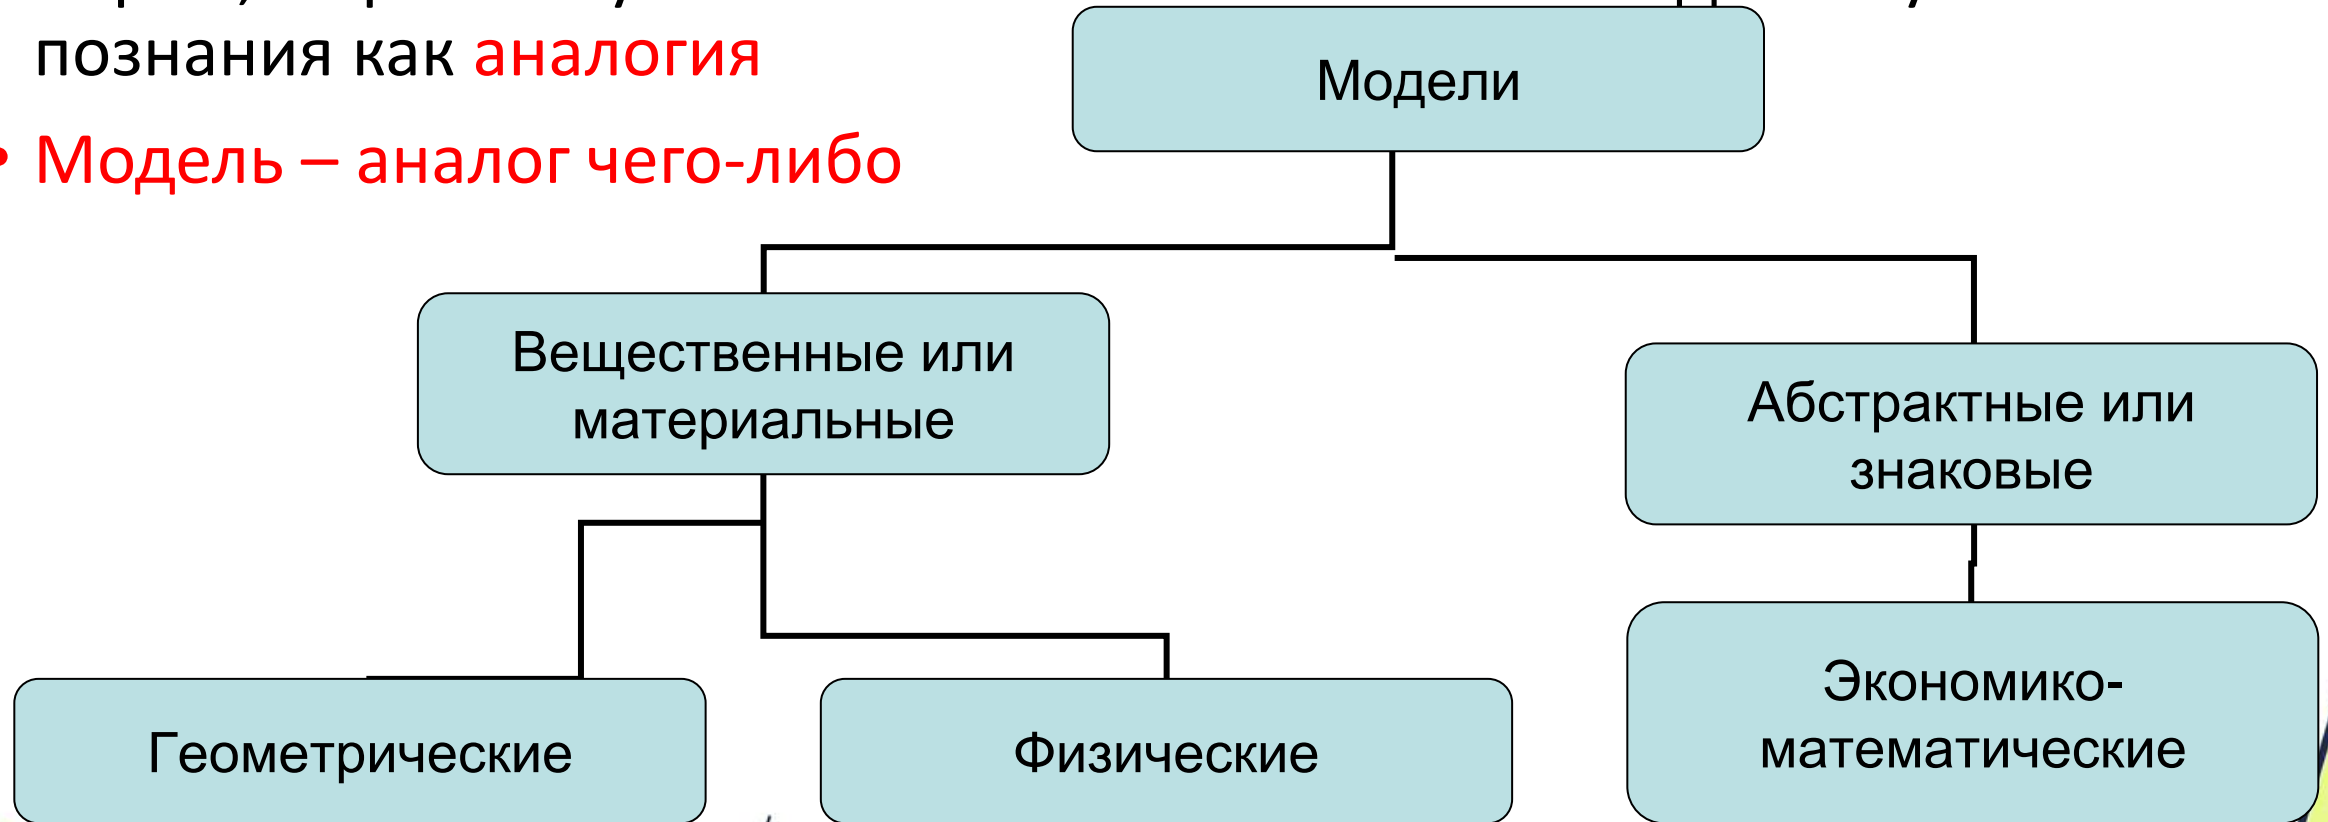 познания как аналогия
• Модель – аналог чего-либо
Модели
Вещественные или
материальные
Абстрактные или
знаковые
Геометрические
Физические
Экономико-
математические